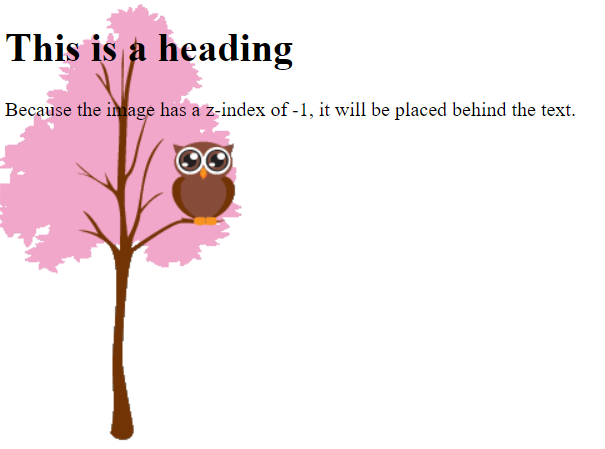 This is a heading
Because the image has a z-index of -1, it will be placed behind the text.